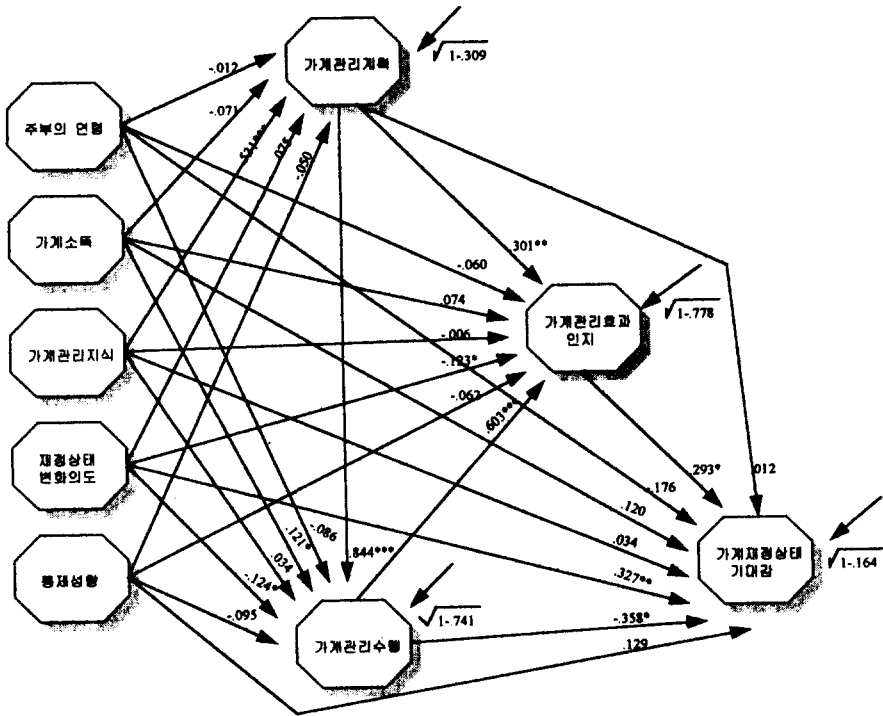 가계관리계획
√1-.309
-.012
주부의 연령
-.071
.075
-.050
가계소득
.301**
-.060
.074
√1-.778
가계관리효과
인지
가계관리지식
-.006
-.123*
-.062
.603***
재정상태
변화의도
.293*
.012
-.176
.120
-.086
.121*
.034
.034
가계재정상태
기대감
√1-.164
.844***
.327**
통제성향
-.124*
-.095
√1-.741
가계관리수행
-.358*
.129